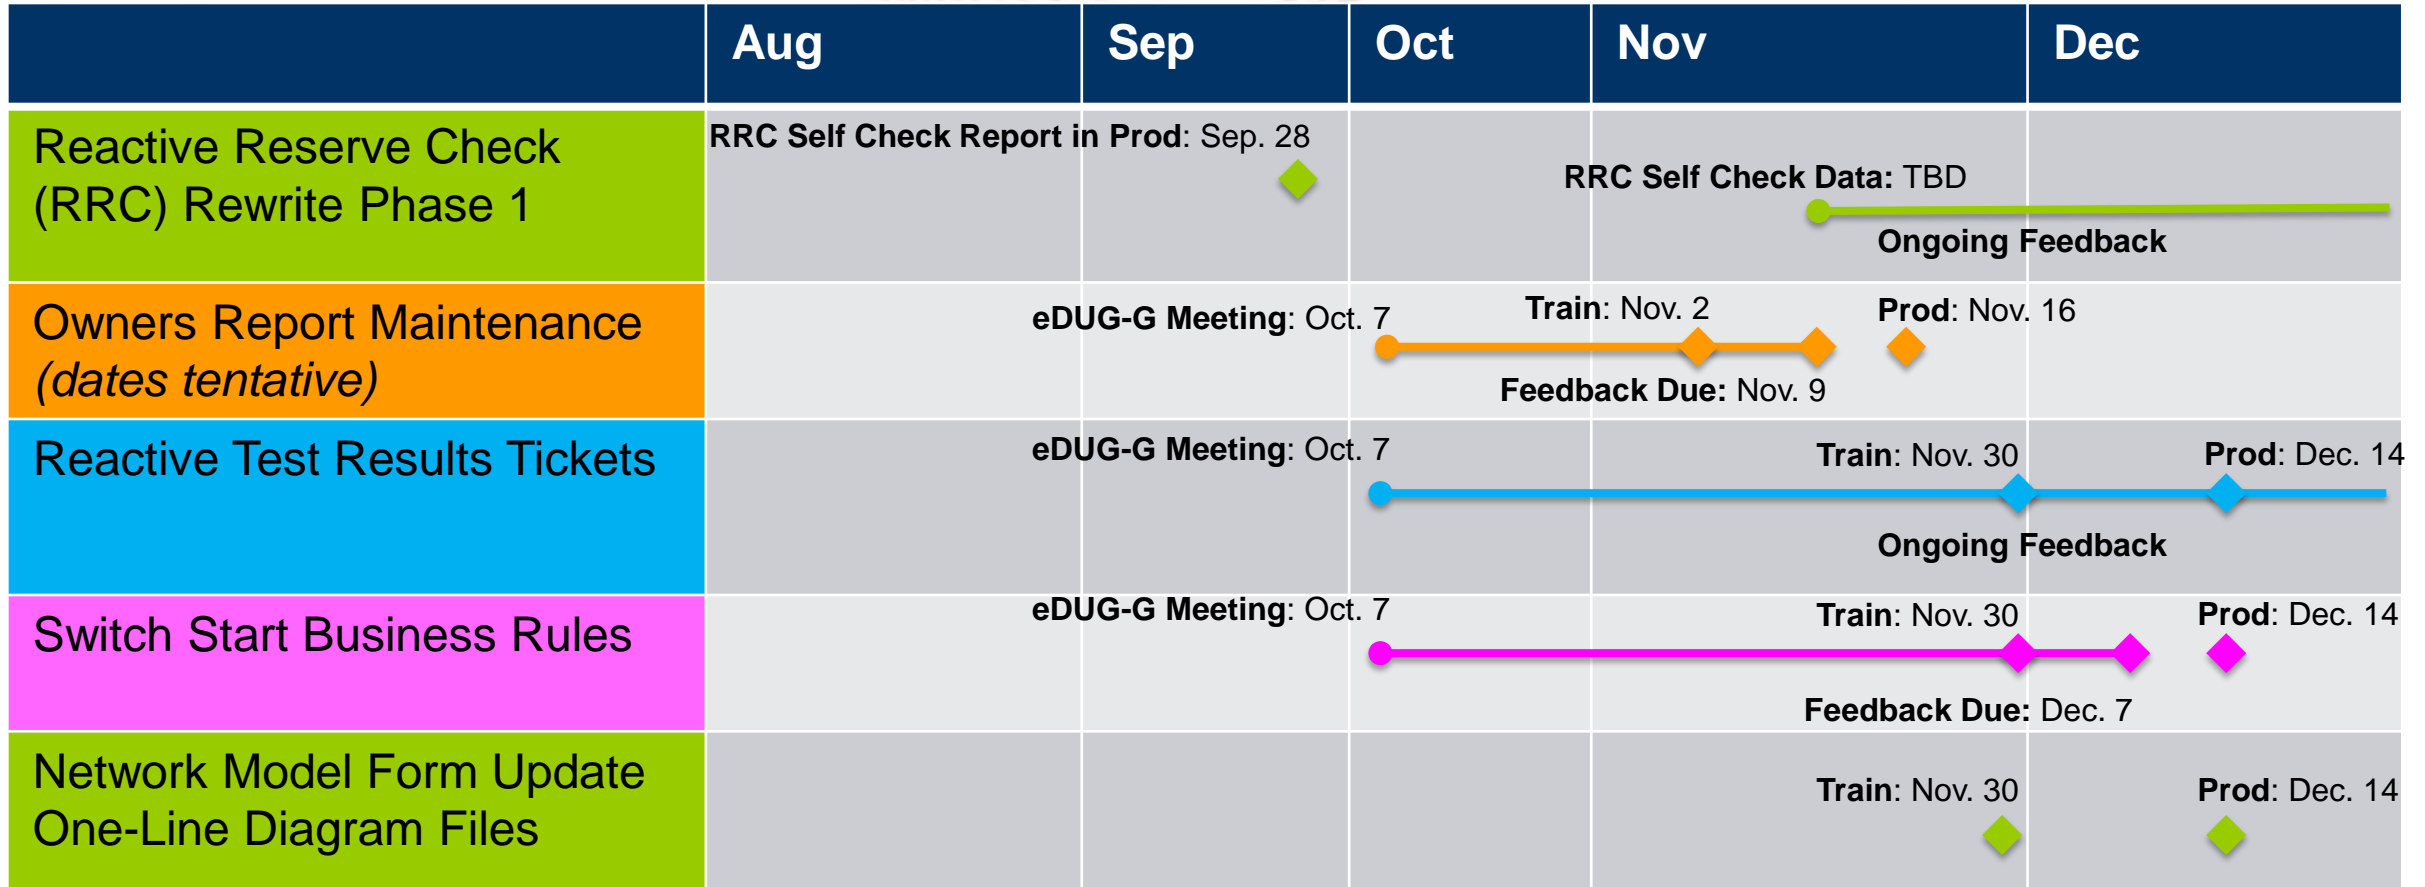 Aug Sep Oct Nov Dec
Reactive Reserve Check
(RRC) Rewrite Phase 1
RRC Self Check Report in Prod: Sep. 28
RRC Self Check Data: TBD
Ongoing Feedback
Owners Report Maintenance
(dates tentative)
eDUG-G Meeting: Oct. 7
Train: Nov. 2
Prod: Nov. 16
Feedback Due: Nov. 9
Reactive Test Results Tickets
eDUG-G Meeting: Oct. 7
Train: Nov. 30
Prod: Dec. 14
Ongoing Feedback
Switch Start Business Rules
eDUG-G Meeting: Oct. 7
Train: Nov. 30
Prod: Dec. 14
Feedback Due: Dec. 7
Network Model Form Update
One-Line Diagram Files
Train: Nov. 30
Prod: Dec. 14